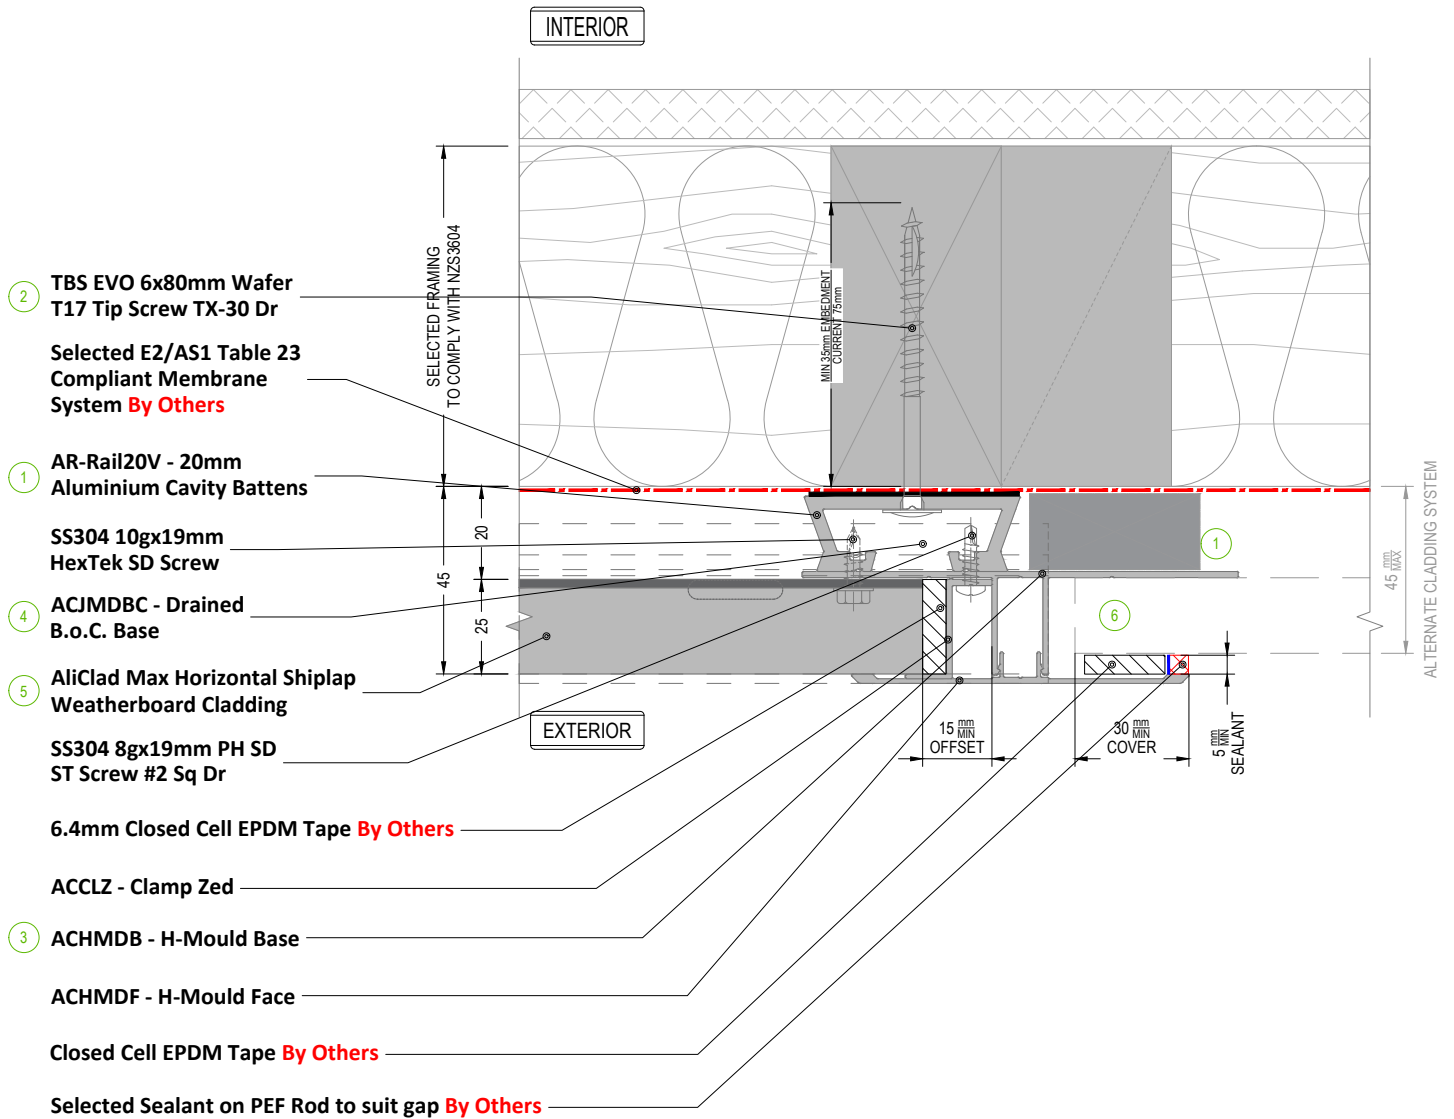 INTERIOR
2
TBS EVO 6x80mm Wafer
T17 Tip Screw TX-30 Dr
Selected E2/AS1 Table 23
Compliant Membrane
System By Others
1
AR-Rail20V - 20mm
Aluminium Cavity Battens
SS304 10gx19mm
HexTek SD Screw
4
ACJMDBC - Drained
B.o.C. Base
5
AliClad Max Horizontal Shiplap
Weatherboard Cladding
SS304 8gx19mm PH SD
ST Screw #2 Sq Dr
6.4mm Closed Cell EPDM Tape By Others
ACCLZ - Clamp Zed
3
ACHMDB - H-Mould Base
ACHMDF - H-Mould Face
Closed Cell EPDM Tape By Others
Selected Sealant on PEF Rod to suit gap By Others
SELECTED FRAMING
TO COMPLY WITH NZS3604
MIN 35mm EMBEDMENT
CURRENT 75mm
45
20
25
1
6
EXTERIOR
15 mm MIN
OFFSET
30 mm MIN
COVER
5 mm MIN
SEALANT
45 mm MAX
ALTERNATE CLADDING SYSTEM